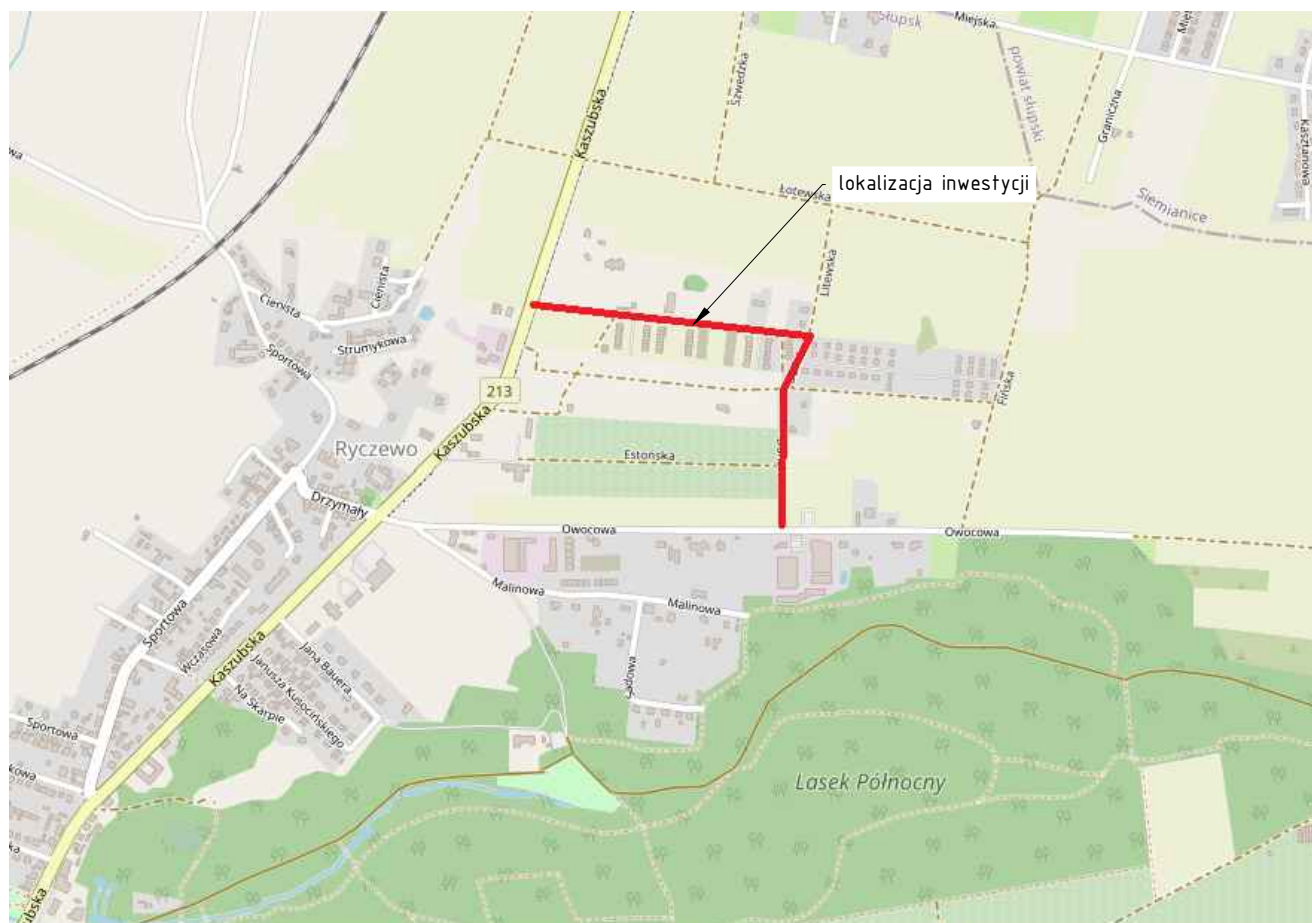 Słupsk
Miejska
Szwedzka
powiat słupski
Graniczna
Kasztanowa
Kaszubska
lokalizacja inwestycji
Łotewska
Siemianice
Litewska
Cienista
Cienista
Strumykowa
Sportowa
213
Fińska
Kaszubska
Ryczewo
Estońska
Drzymały
Owocowa
Owocowa
Malinowa
Malinowa
Sportowa
Wczasowa
Jana Bauera
Janusza Kusocińskiego
Na Skarpie
Kaszubska
Sadowa
Sportowa
Lasek Północny